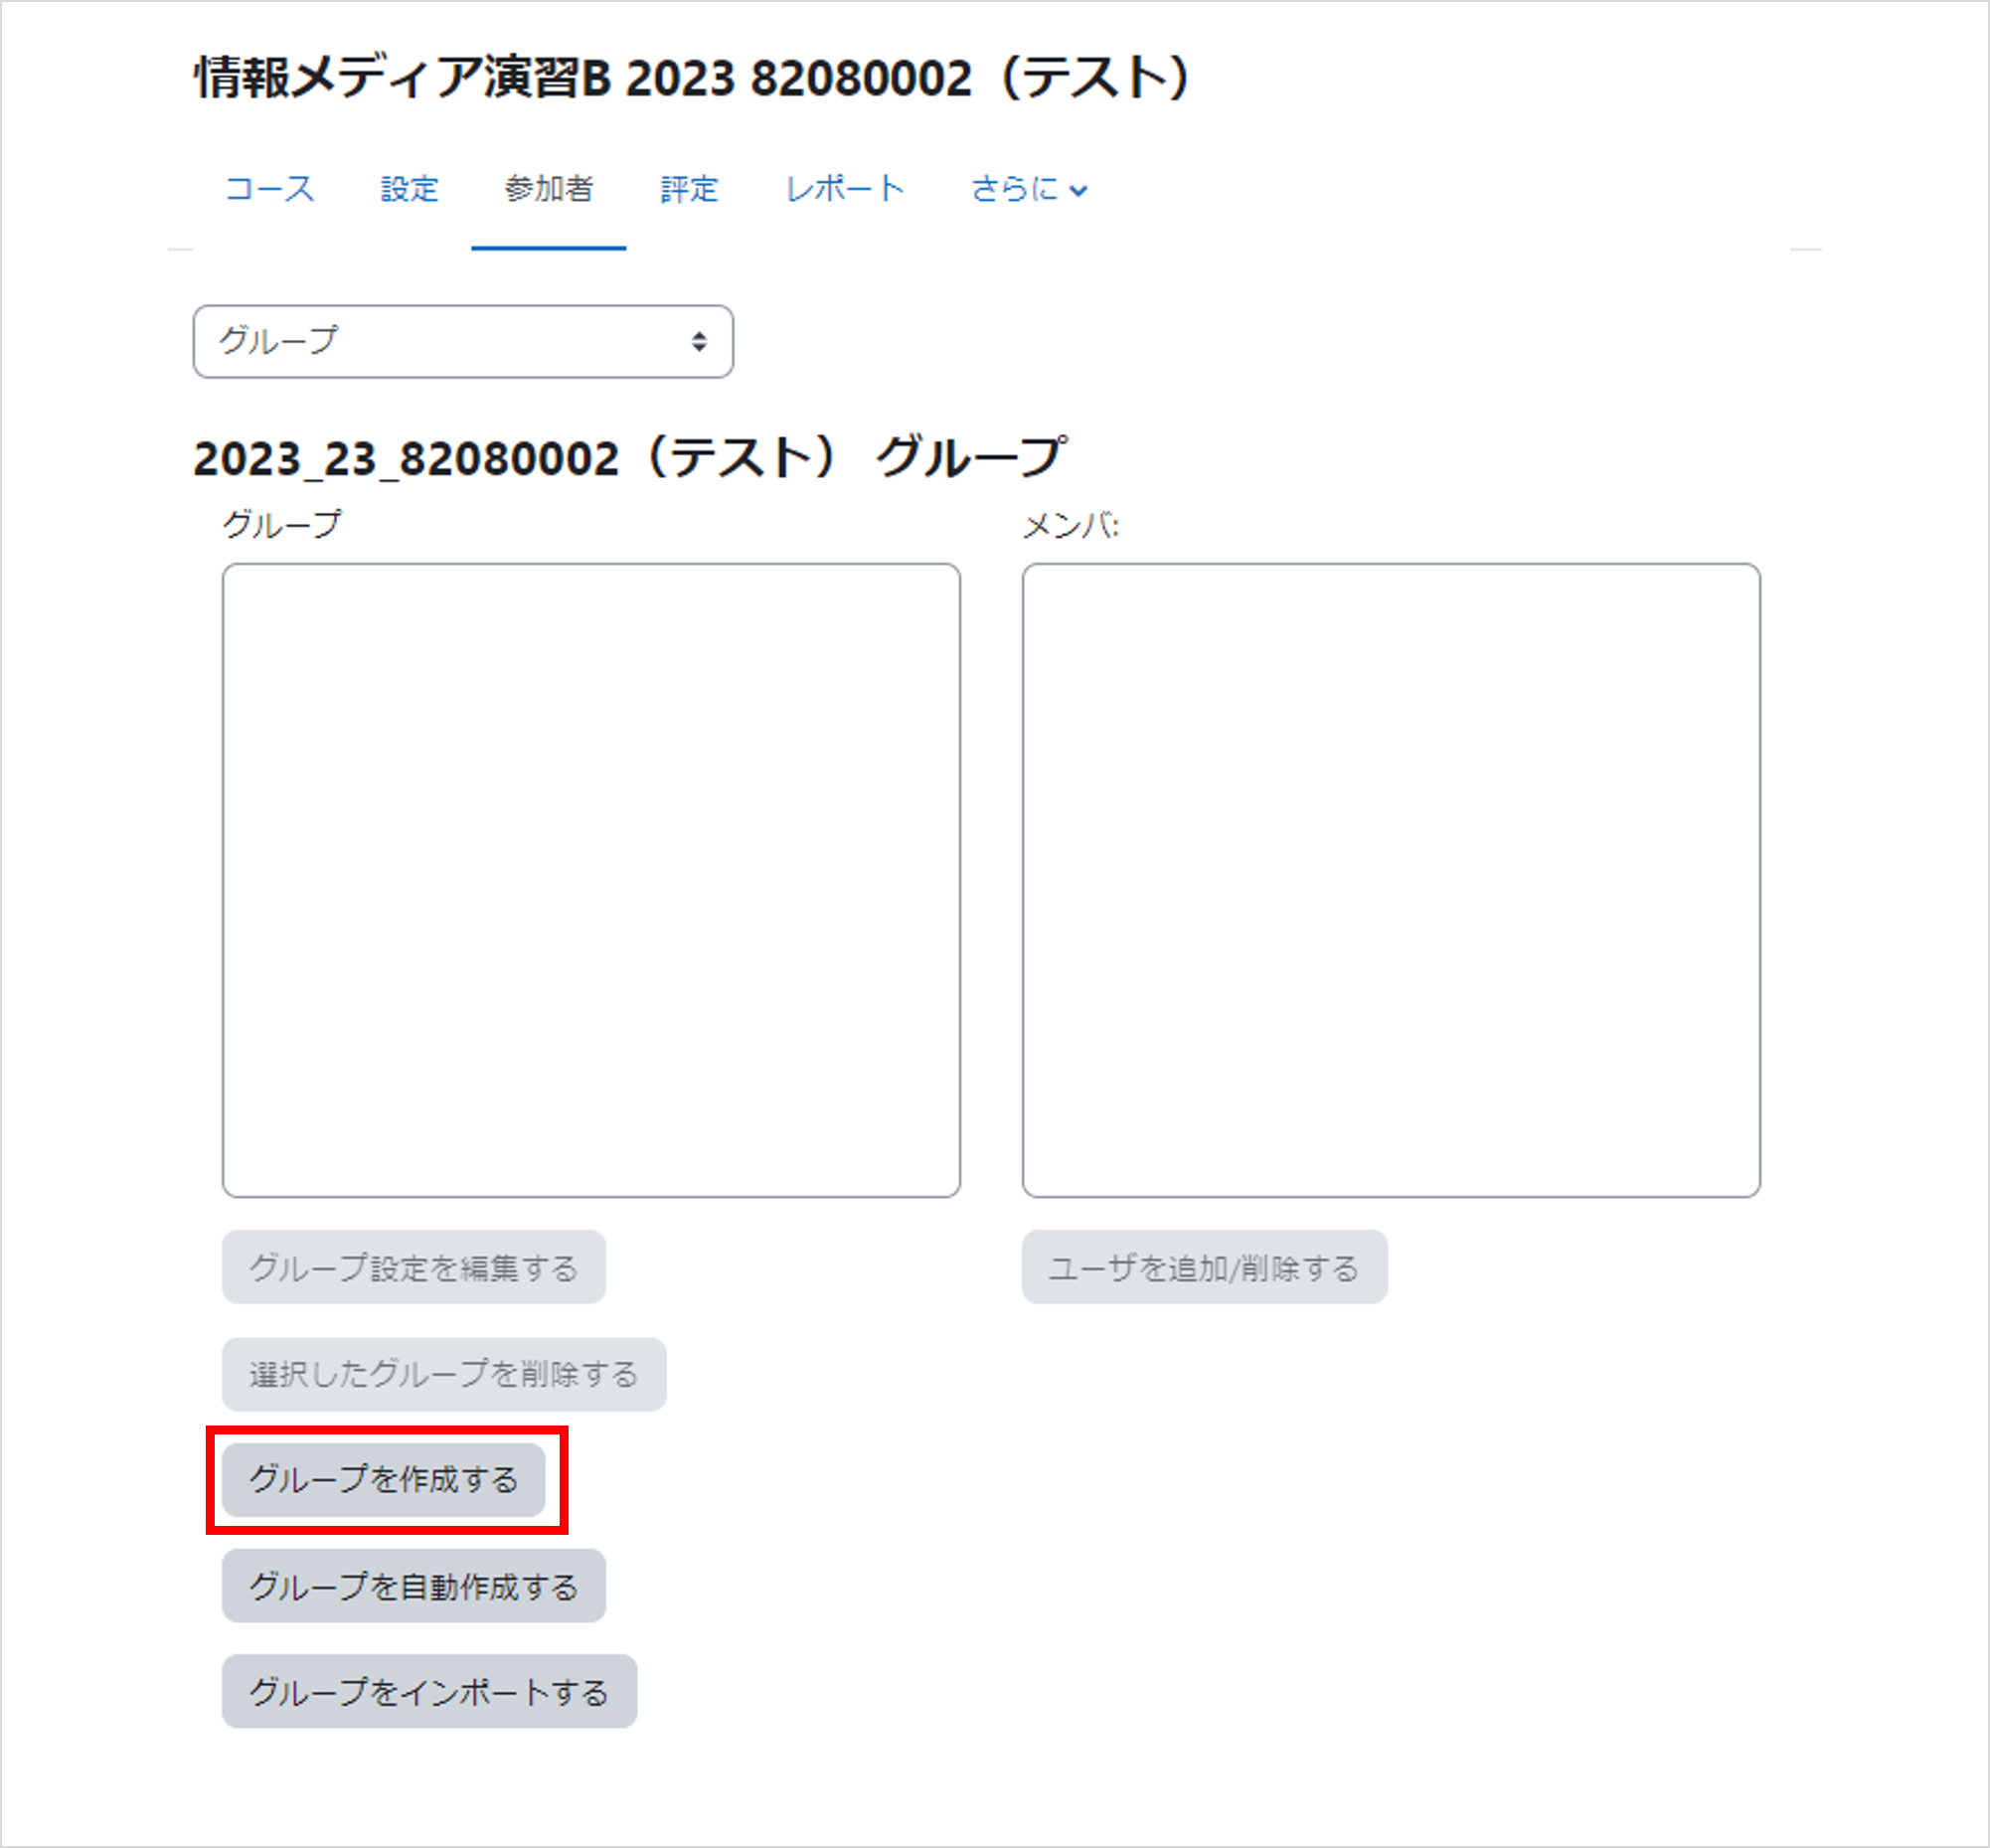 情報メディア演習B 2023 82080002（テスト）
コース 設定 参加者 評定 レポート さらに
グループ
2023_23_82080002（テスト） グループ
グループ
メンバ:
グループ設定を編集する
ユーザを追加/削除する
選択したグループを削除する
グループを作成する
グループを自動作成する
グループをインポートする